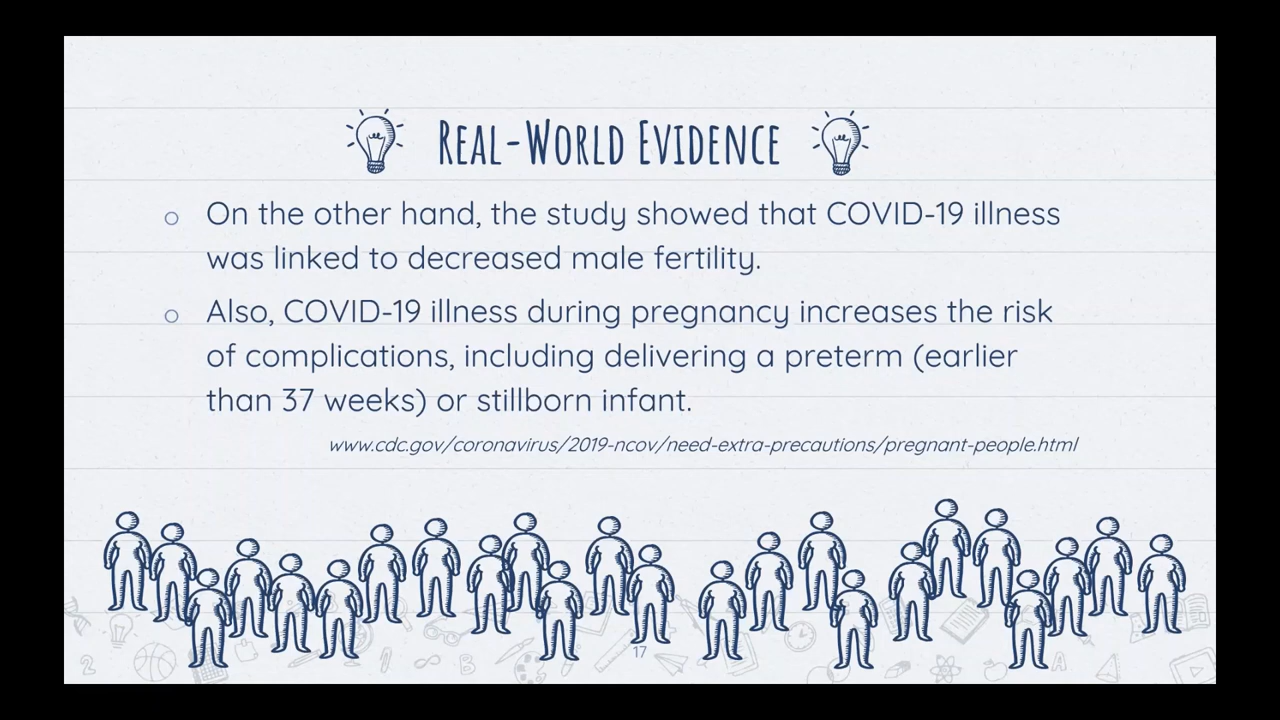 Real-World Evidence
On the other hand, the study showed that COVID-19 illness
was linked to decreased male fertility.
Also, COVID-19 illness during pregnancy increases the risk
of complications, including delivering a preterm (earlier
than 37 weeks) or stillborn infant.
www.cdc.gov/coronavirus/2019-ncov/need-extra-precautions/pregnant-people.html
17